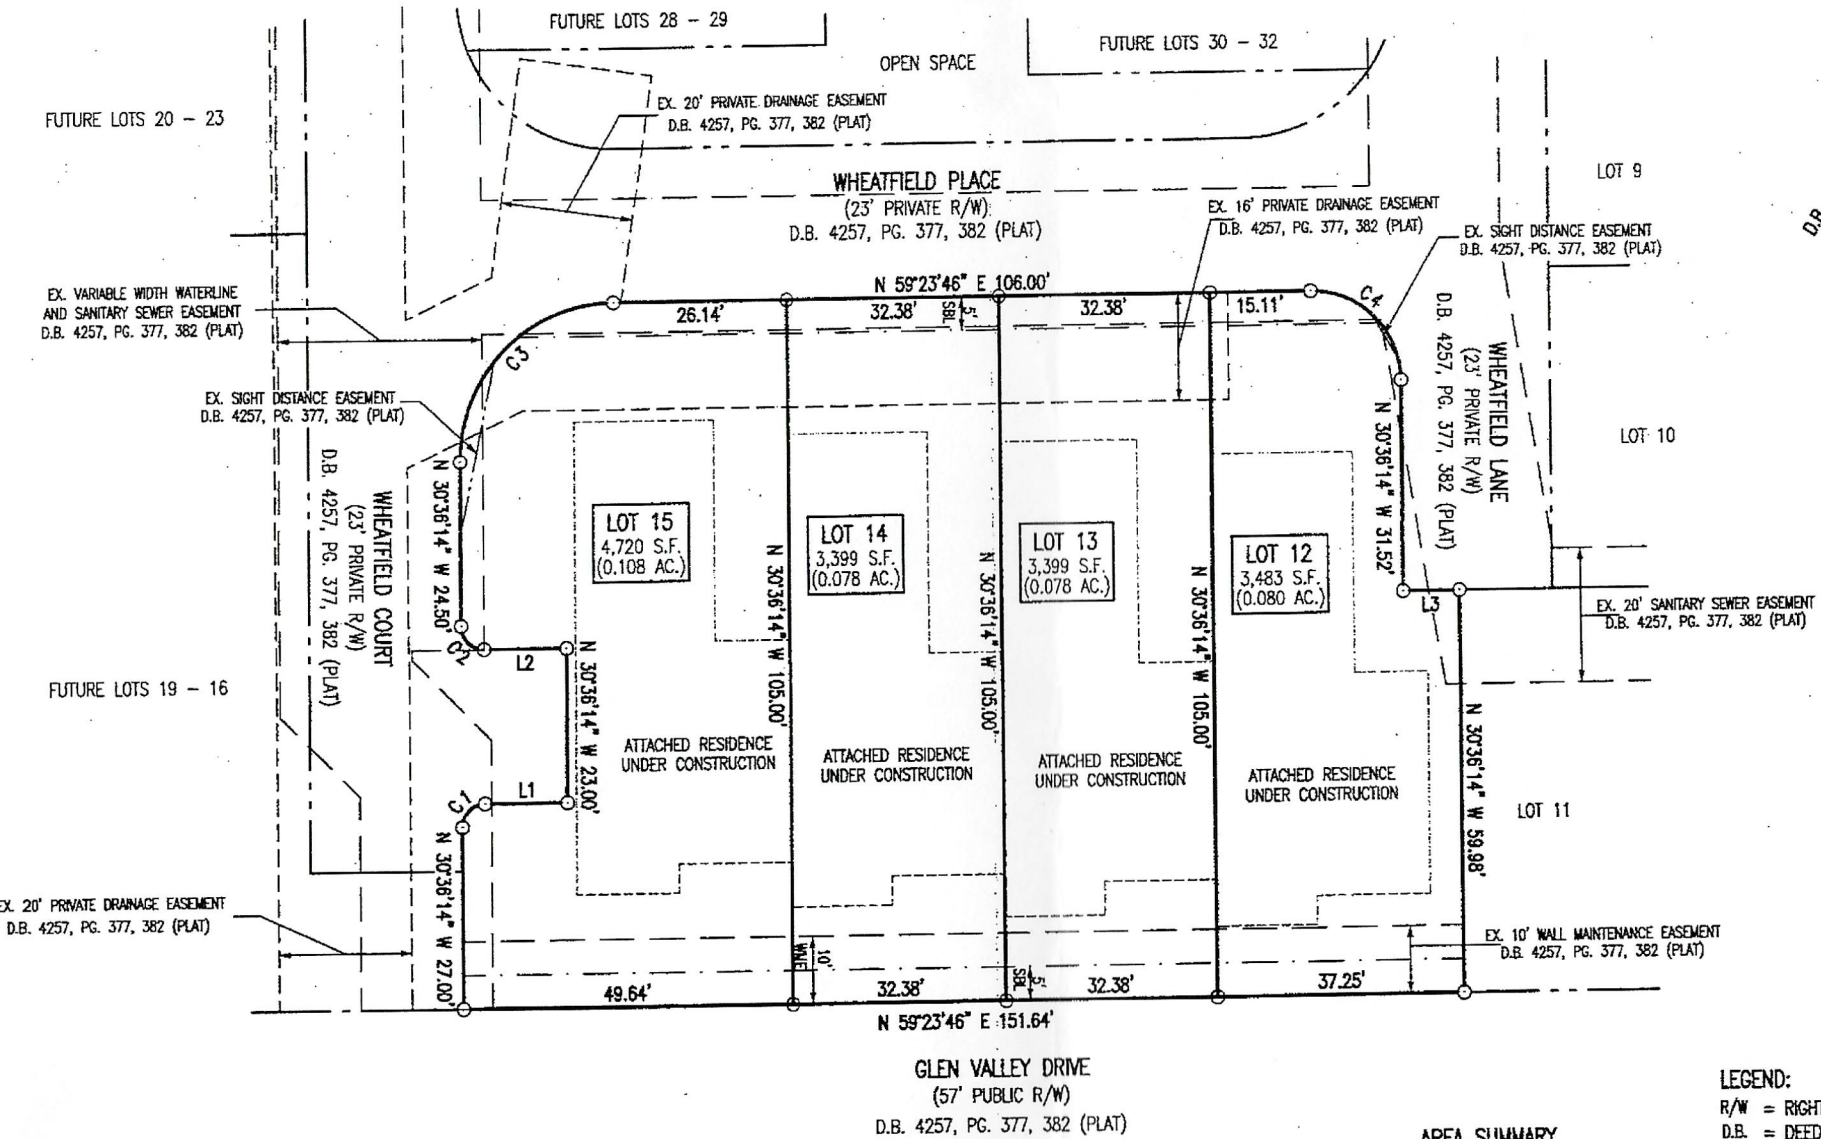 FUTURE LOTS 28 - 29
FUTURE LOTS 30 - 32
OPEN SPACE
FUTURE LOTS 20 - 23
EX. 20' PRIVATE DRAINAGE EASEMENT
D.B. 4257, PG. 377, 382 (PLAT)
LOT 9
D.B.
WHEATFIELD PLACE
(23' PRIVATE R/W)
D.B. 4257, PG. 377, 382 (PLAT)
EX. 16' PRIVATE DRAINAGE EASEMENT
D.B. 4257, PG. 377, 382 (PLAT)
EX. SIGHT DISTANCE EASEMENT
D.B. 4257, PG. 377, 382 (PLAT)
EX. VARIABLE WIDTH WATERLINE
AND SANITARY SEWER EASEMENT
D.B. 4257, PG. 377, 382 (PLAT)
N 59°23'46" E 106.00'
26.14'
32.38'
5'
SBL
32.38'
15.11'
C4
C3
EX. SIGHT DISTANCE EASEMENT
D.B. 4257, PG. 377, 382 (PLAT)
WHEATFIELD LANE
(23' PRIVATE R/W)
D.B. 4257, PG. 377, 382 (PLAT)
N 30°36'14" W 31.52'
LOT 10
WHEATFIELD COURT
(23' PRIVATE R/W)
D.B. 4257, PG. 377, 382 (PLAT)
N 30°36'14" W 24.50'
LOT 15
4,720 S.F.
(0.108 AC.)
N 30°36'14" W 105.00'
LOT 14
3,399 S.F.
(0.078 AC.)
N 30°36'14" W 105.00'
LOT 13
3,399 S.F.
(0.078 AC.)
N 30°36'14" W 105.00'
LOT 12
3,483 S.F.
(0.080 AC.)
L3
EX. 20' SANITARY SEWER EASEMENT
D.B. 4257, PG. 377, 382 (PLAT)
C2
L2
N 30°36'14" W 23.00'
FUTURE LOTS 19 - 16
ATTACHED RESIDENCE
UNDER CONSTRUCTION
ATTACHED RESIDENCE
UNDER CONSTRUCTION
ATTACHED RESIDENCE
UNDER CONSTRUCTION
ATTACHED RESIDENCE
UNDER CONSTRUCTION
N 30°36'14" W 59.98'
LOT 11
C1
L1
N 30°36'14" W 27.00'
EX. 20' PRIVATE DRAINAGE EASEMENT
D.B. 4257, PG. 377, 382 (PLAT)
EX. 10' WALL MAINTENANCE EASEMENT
D.B. 4257, PG. 377, 382 (PLAT)
10'
WME
5'
SBL
49.64'
32.38'
32.38'
37.25'
N 59°23'46" E 151.64'
GLEN VALLEY DRIVE
(57' PUBLIC R/W)
D.B. 4257, PG. 377, 382 (PLAT)
LEGEND:
R/W = RIGHT
D.B. = DEED
AREA SUMMARY